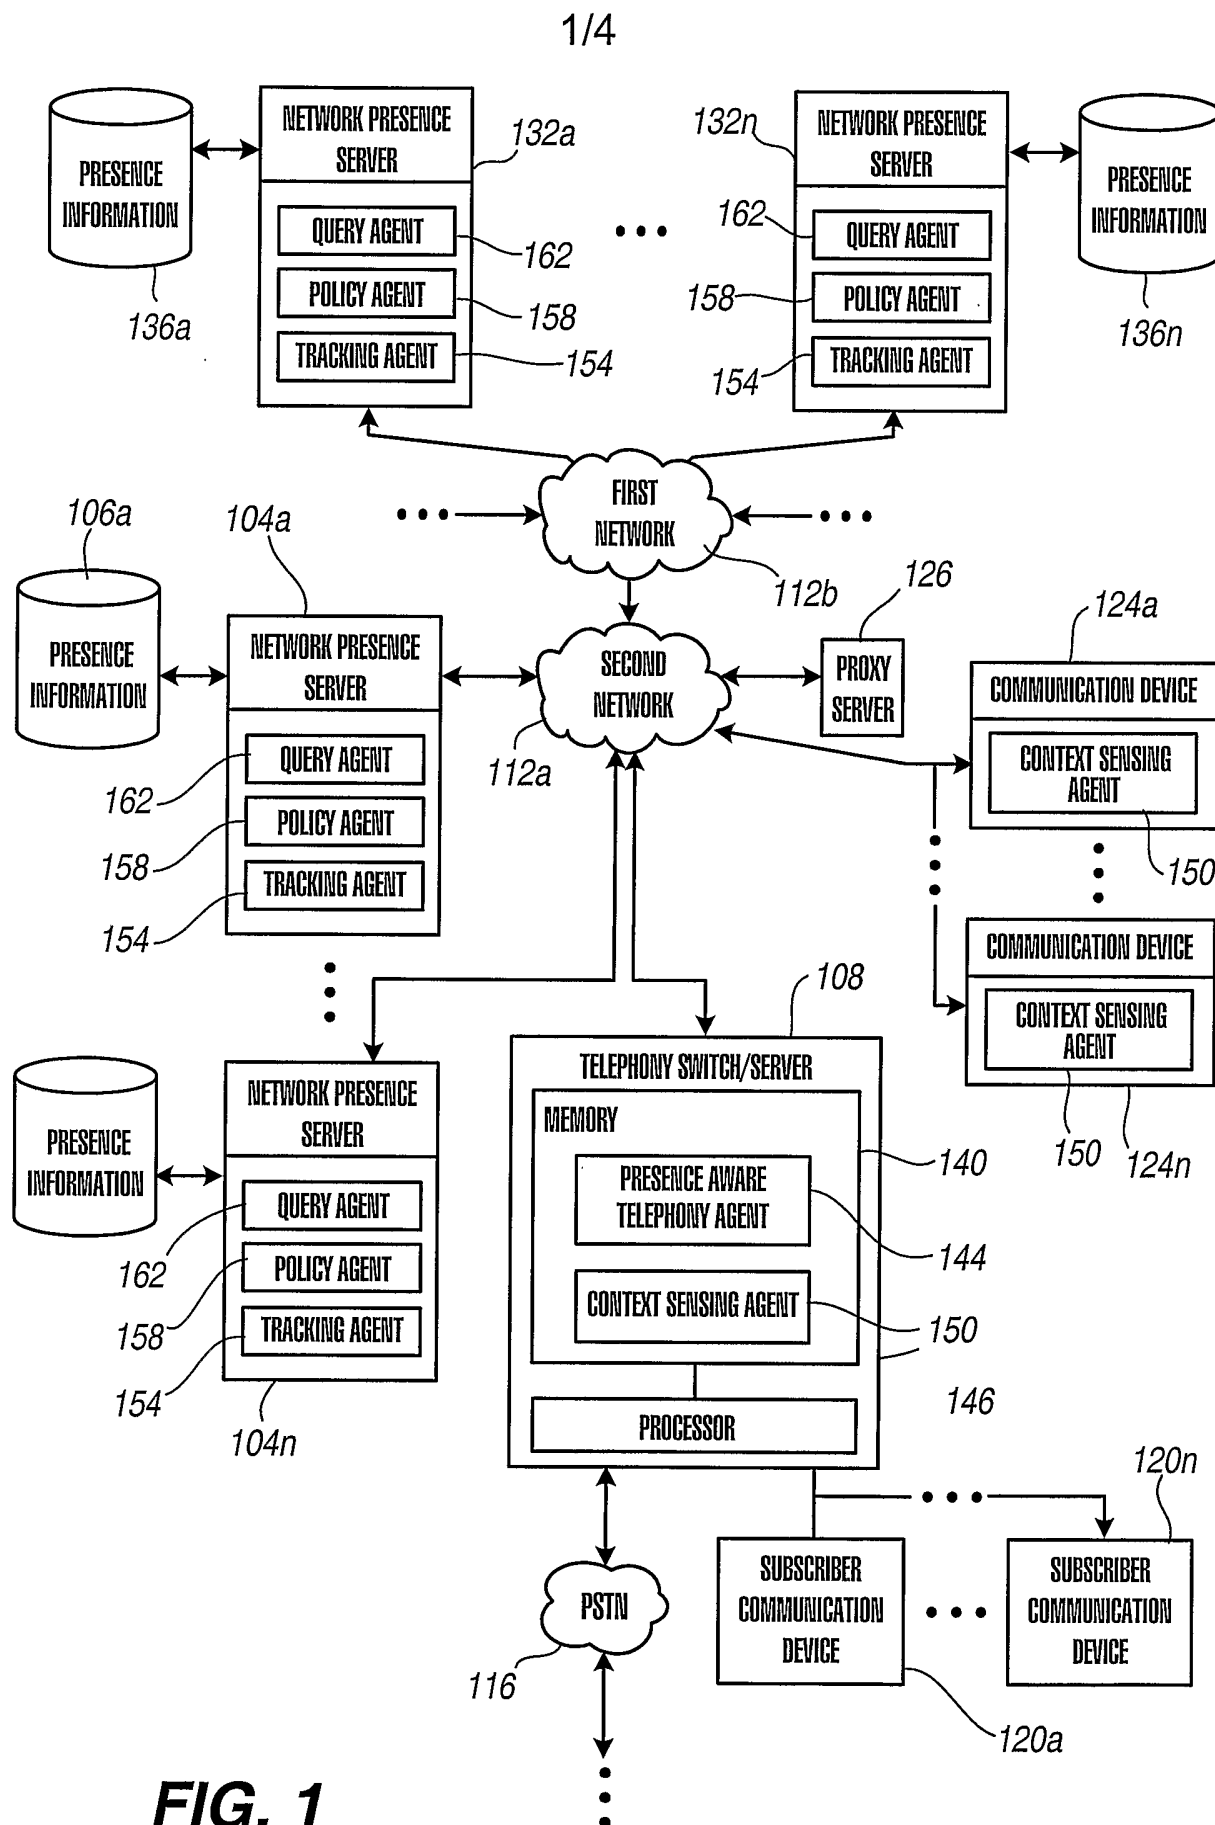 1/4
PRESENCE
INFORMATION
136a
NETWORK PRESENCE
SERVER
132a
QUERY AGENT
162
POLICY AGENT
158
TRACKING AGENT
154
132n
NETWORK PRESENCE
SERVER
162
QUERY AGENT
158
POLICY AGENT
154
TRACKING AGENT
PRESENCE
INFORMATION
136n
FIRST
NETWORK
112b
106a
PRESENCE
INFORMATION
104a
NETWORK PRESENCE
SERVER
162
QUERY AGENT
158
POLICY AGENT
154
TRACKING AGENT
SECOND
NETWORK
112a
126
PROXY
SERVER
124a
COMMUNICATION DEVICE
CONTEXT SENSING
AGENT
150
COMMUNICATION DEVICE
CONTEXT SENSING
AGENT
150
124n
PRESENCE
INFORMATION
NETWORK PRESENCE
SERVER
162
QUERY AGENT
158
POLICY AGENT
154
TRACKING AGENT
104n
108
TELEPHONY SWITCH/SERVER
MEMORY
140
PRESENCE AWARE
TELEPHONY AGENT
144
CONTEXT SENSING AGENT
150
146
PROCESSOR
PSTN
116
SUBSCRIBER
COMMUNICATION
DEVICE
120a
120n
SUBSCRIBER
COMMUNICATION
DEVICE
FIG. 1